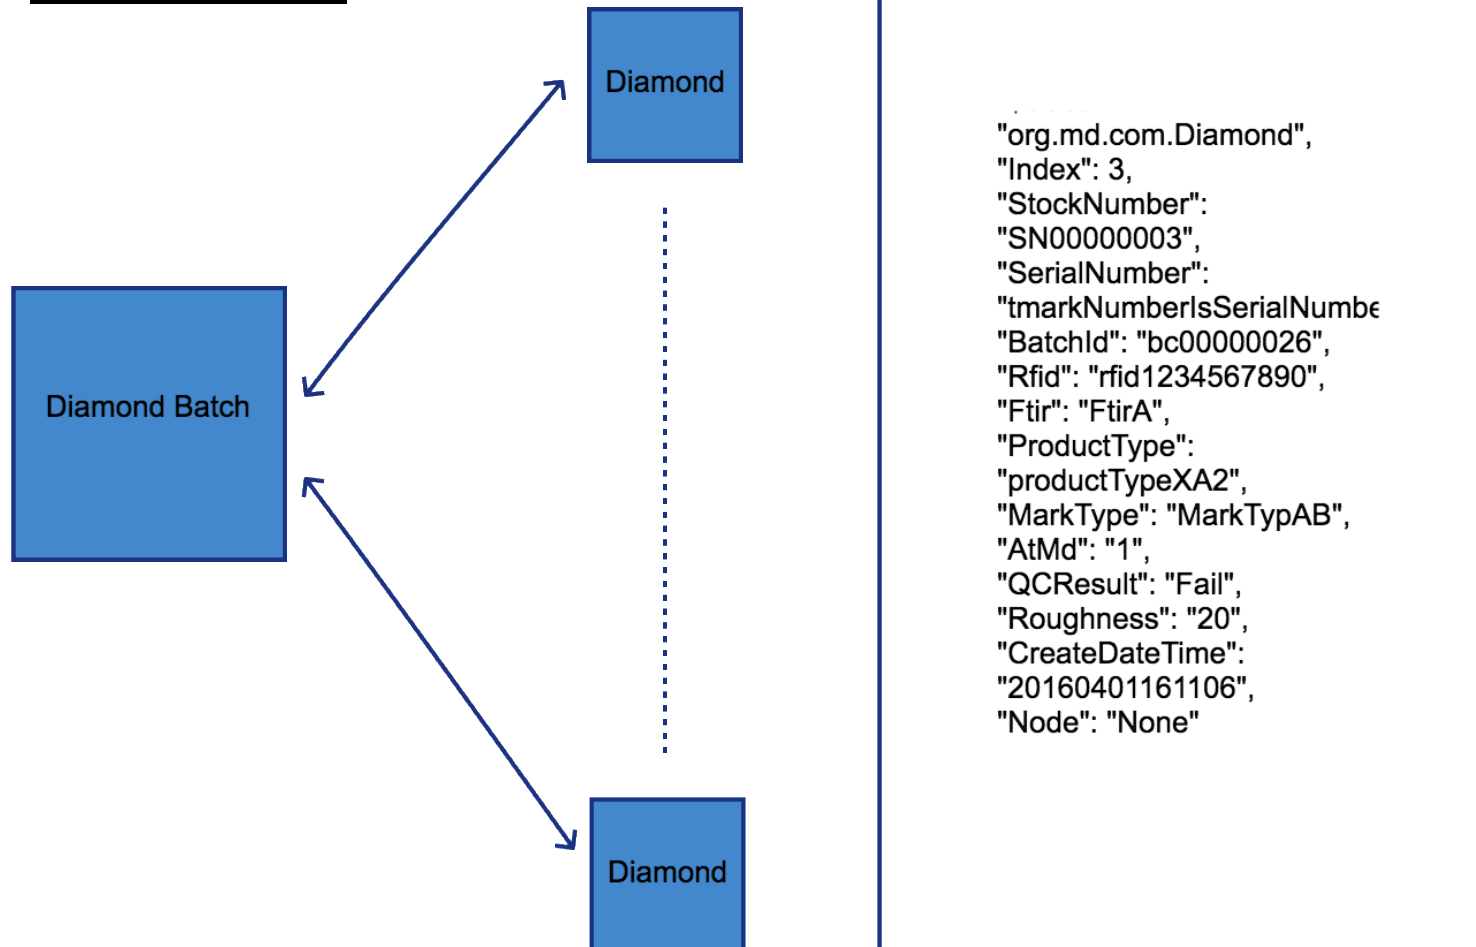 Diamond
Diamond Batch
Diamond
"org.md.com.Diamond",
"Index": 3,
"StockNumber":
"SN00000003",
"SerialNumber":
"tmarkNumberIsSerialNumbe
"BatchId": "bc00000026",
"Rfid": "rfid1234567890",
"Ftir": "FtirA",
"ProductType":
"productTypeXA2",
"MarkType": "MarkTypAB",
"AtMd": "1",
"QCResult": "Fail",
"Roughness": "20",
"CreateDateTime":
"20160401161106",
"Node": "None"